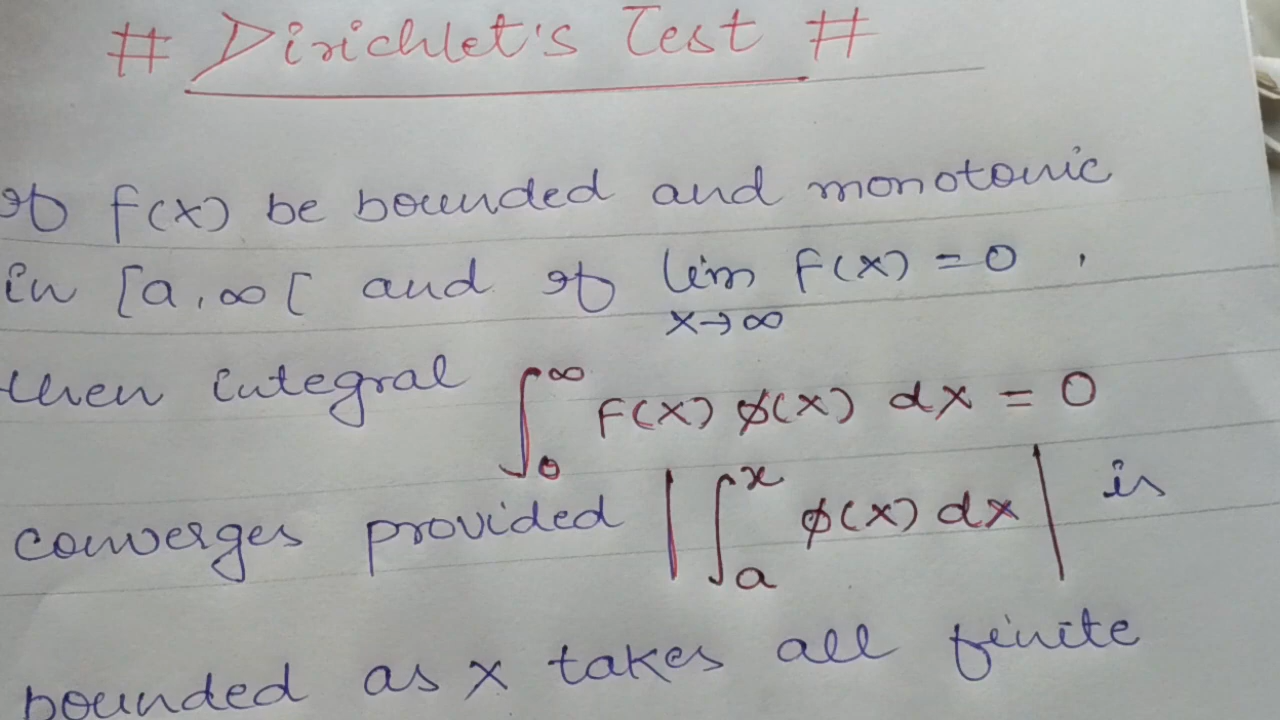 # Dirichlet's Test #
If f(x) be bounded and monotonic
in [a, ∞[ and if lim f(x) = 0 ,
x→∞
then integral ∫₀^∞ f(x) ϕ(x) dx = 0
converges provided |∫ₐ^x ϕ(x) dx| is
bounded as x takes all finite